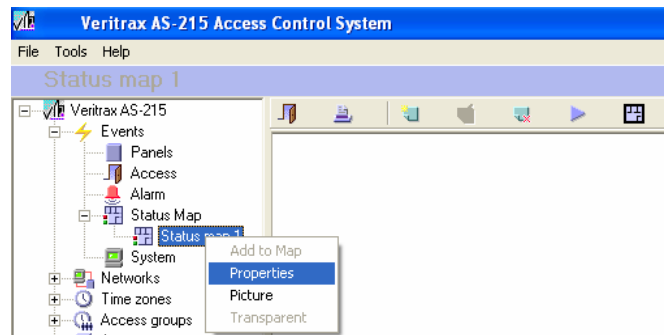 Veritrax AS-215 Access Control System
File Tools Help
Status map 1
Veritrax AS-215
Events
Panels
Access
Alarm
Status Map
Status map 1
System
Networks
Time zones
Access groups
Add to Map
Properties
Picture
Transparent